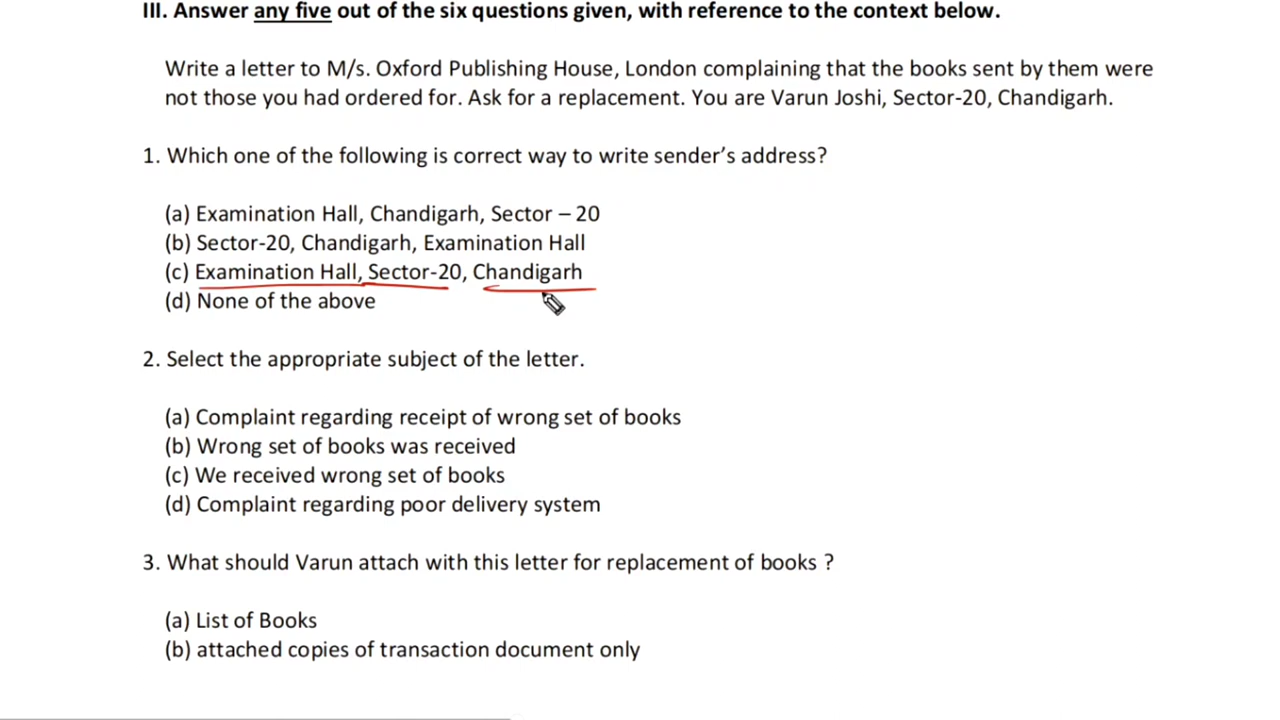 III. Answer any five out of the six questions given, with reference to the context below.
Write a letter to M/s. Oxford Publishing House, London complaining that the books sent by them were
not those you had ordered for. Ask for a replacement. You are Varun Joshi, Sector-20, Chandigarh.
1. Which one of the following is correct way to write sender’s address?
(a) Examination Hall, Chandigarh, Sector – 20
(b) Sector-20, Chandigarh, Examination Hall
(c) Examination Hall, Sector-20, Chandigarh
(d) None of the above
2. Select the appropriate subject of the letter.
(a) Complaint regarding receipt of wrong set of books
(b) Wrong set of books was received
(c) We received wrong set of books
(d) Complaint regarding poor delivery system
3. What should Varun attach with this letter for replacement of books ?
(a) List of Books
(b) attached copies of transaction document only